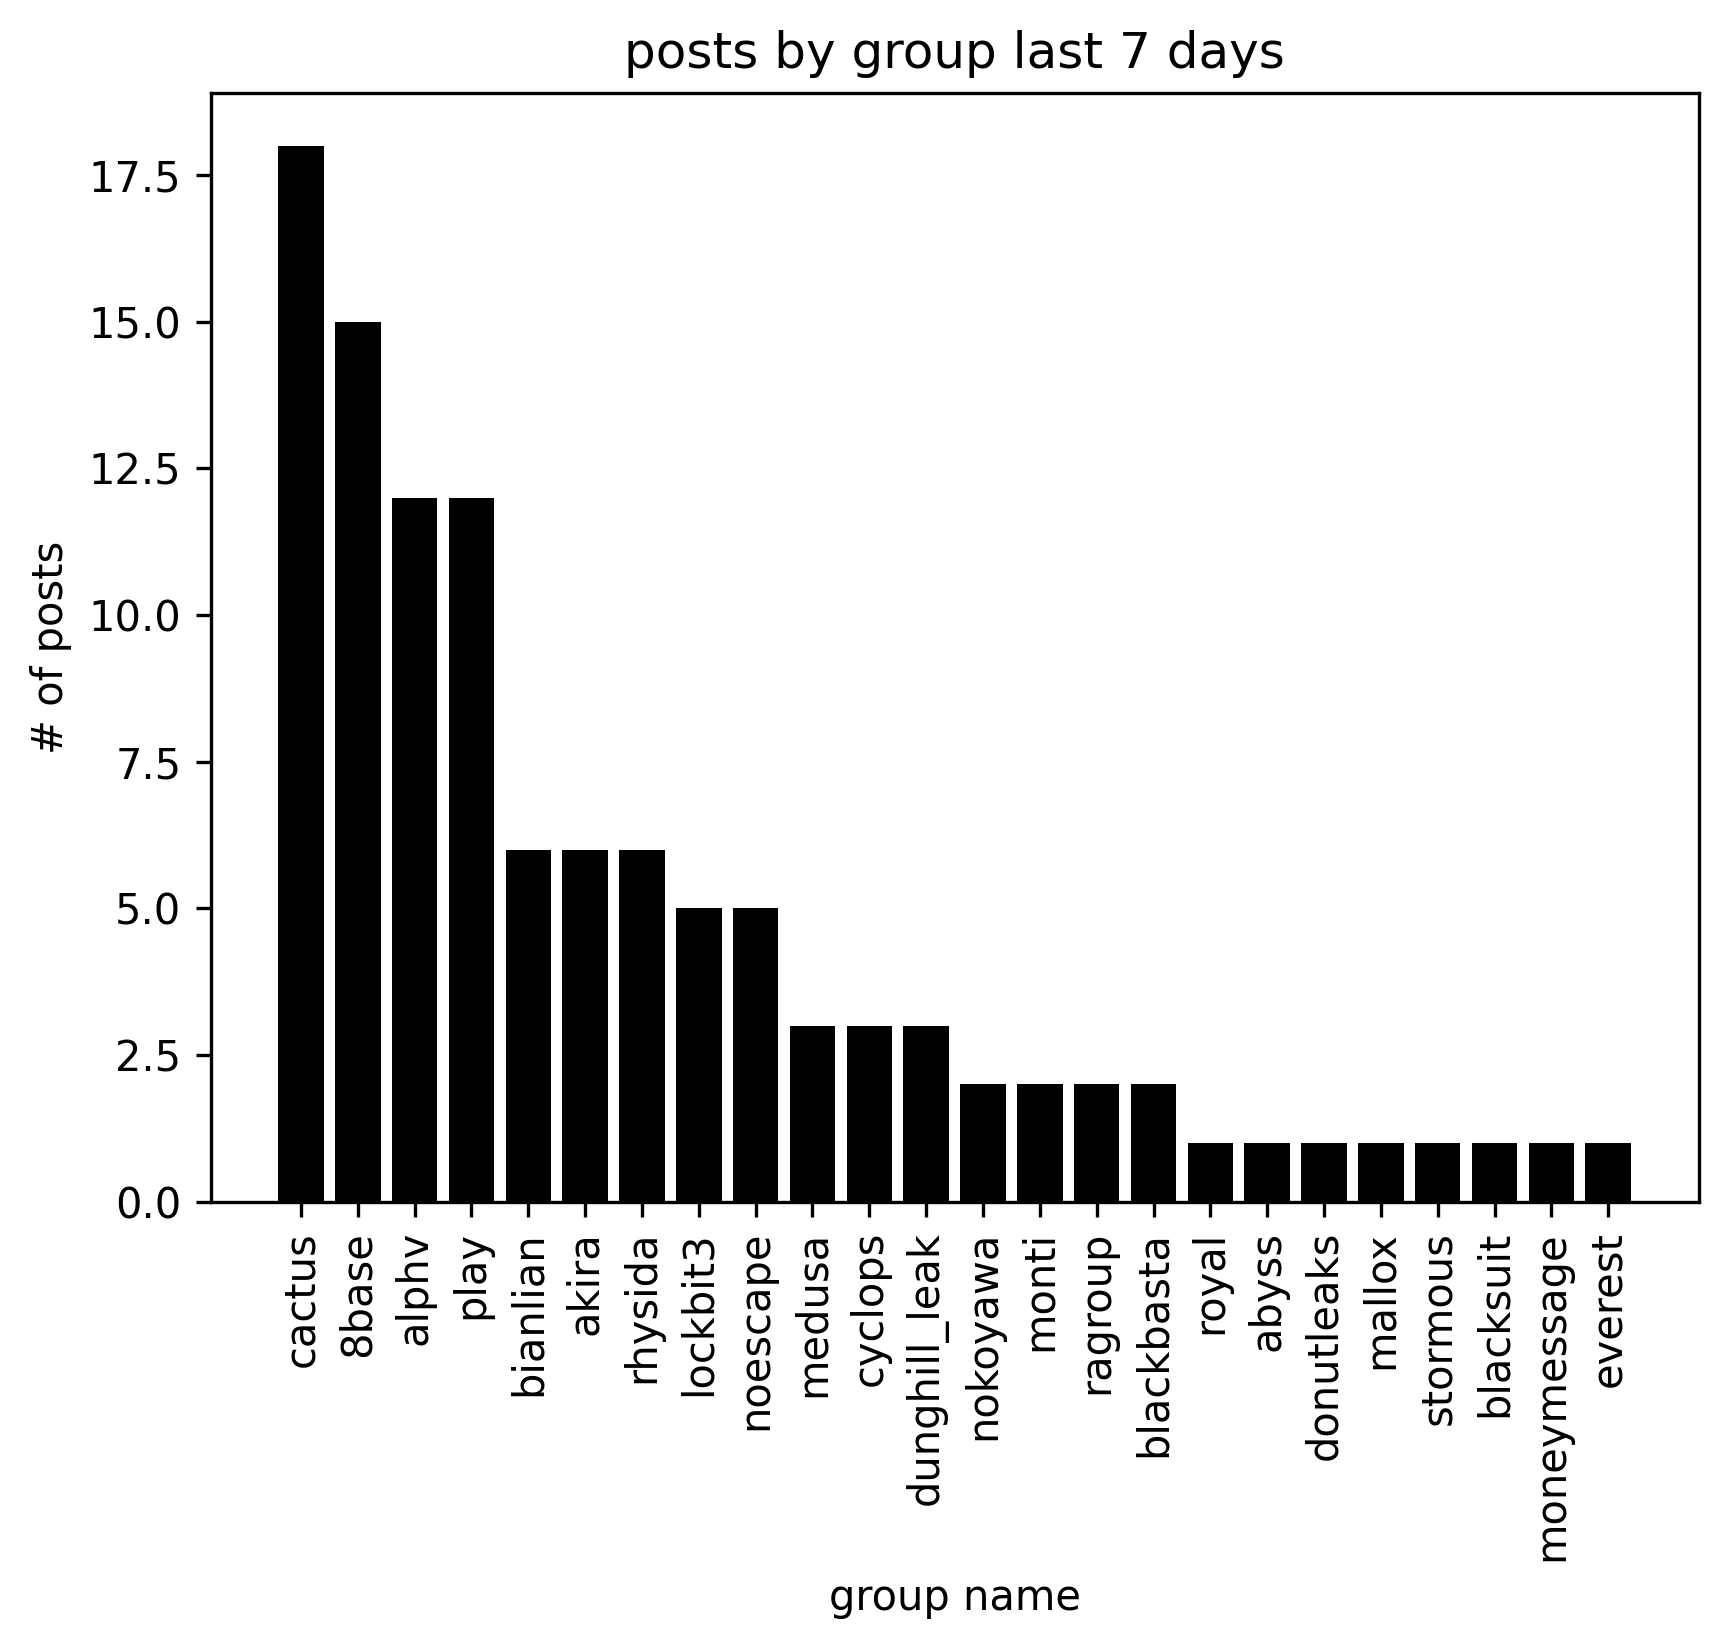 posts by group last 7 days
# of posts
17.5
15.0
12.5
10.0
7.5
5.0
2.5
0.0
cactus
8base
alphv
play
bianlian
akira
rhysida
lockbit3
noescape
medusa
cyclops
dunghill_leak
nokoyawa
monti
ragroup
blackbasta
royal
abyss
donutleaks
mallox
stormous
blacksuit
moneymessage
everest
group name